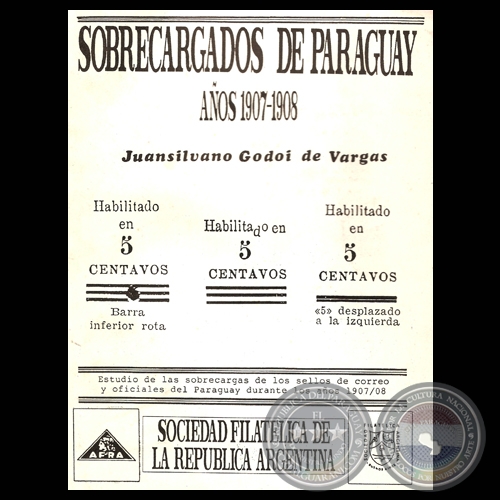 SOBRECARGADOS DE PARAGUAY
AÑOS 1907-1908
Juansilvano Godoi de Vargas
Habilitado
en
5
CENTAVOS
Barra
inferior rota
Habilitado en
5
CENTAVOS
Habilitado
en
5
CENTAVOS
«5» desplazado
a la izquierda
Estudio de las sobrecargas de los sellos de correo
y oficiales del Paraguay durante los años 1907/08
AFRA
SOCIEDAD FILATELICA DE
LA REPUBLICA ARGENTINA